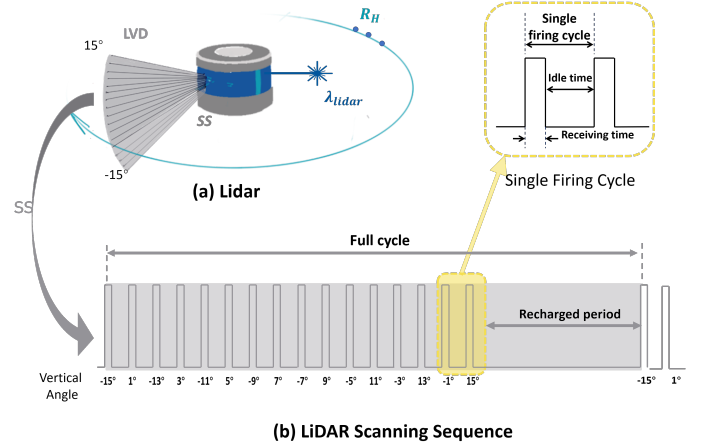 R_H
LVD
15°
SS
λ_lidar
-15°
(a) Lidar
Single
firing cycle
Idle time
Receiving time
Single Firing Cycle
SS
Full cycle
Recharged period
Vertical
Angle
-15° 1° -13° 3° -11° 5° -9° 7° -7° 9° -5° 11° -3° 13° -1° 15° -15° 1°
(b) LiDAR Scanning Sequence